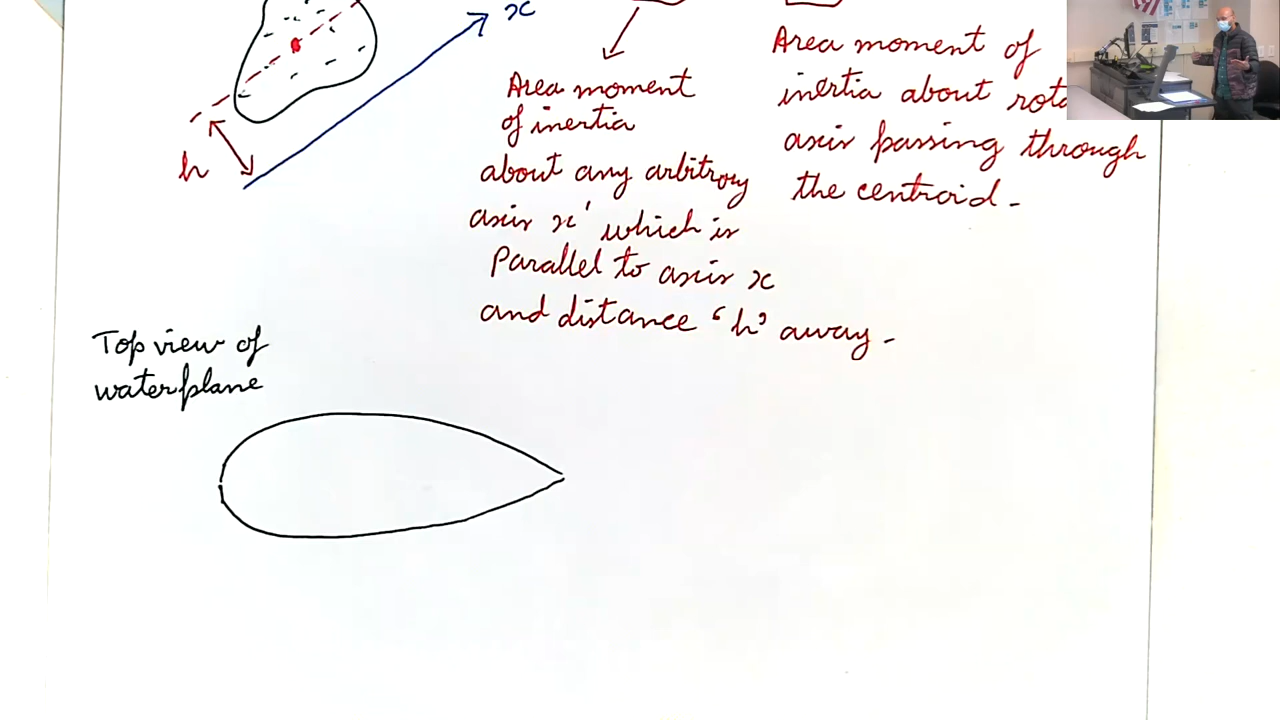 x
h
Area moment
of inertia
about any arbitrary
axis x' which is
Parallel to axis x
and distance 'h' away.
Area moment of
inertia about
axis passing through
the centroid.
Top view of
waterplane